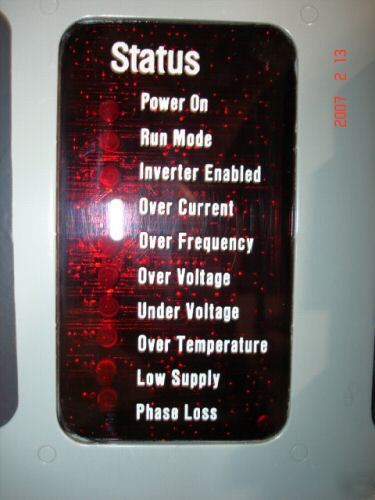 Status
Power On
Run Mode
Inverter Enabled
Over Current
Over Frequency
Over Voltage
Under Voltage
Over Temperature
Low Supply
Phase Loss
2007 2 13